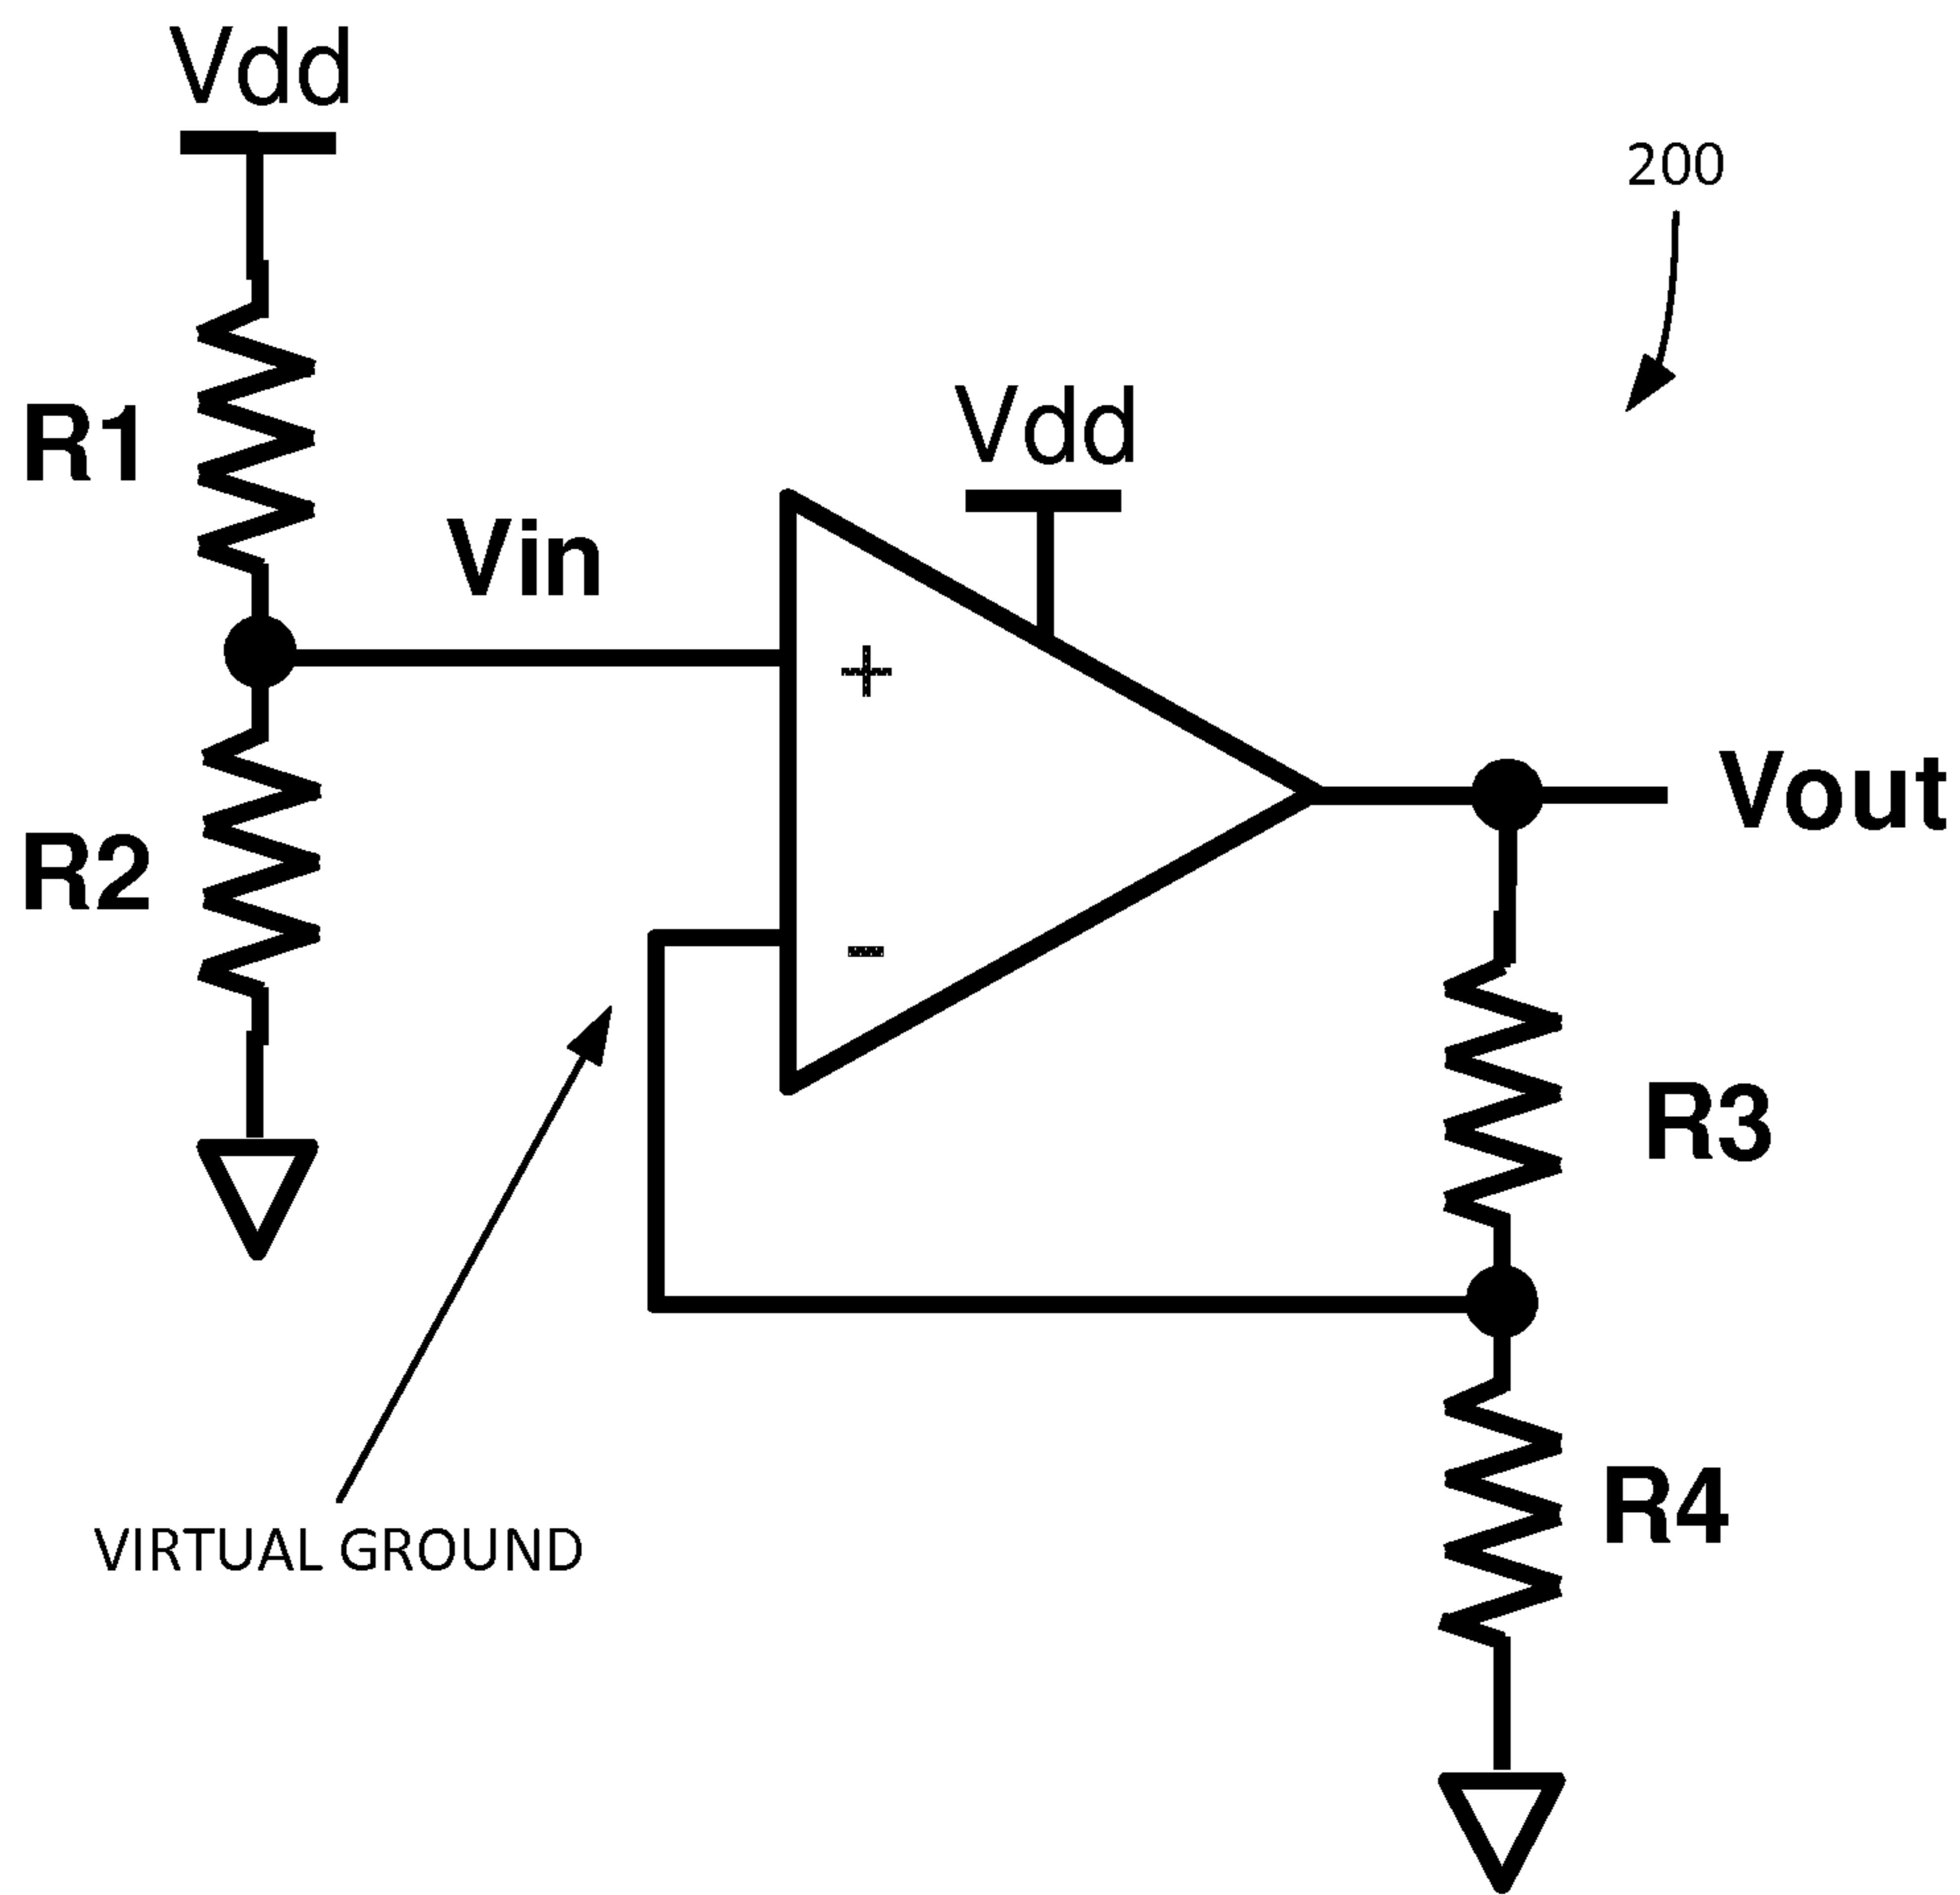 Vdd
200
R1
Vdd
Vin
+
Vout
R2
-
R3
R4
VIRTUAL GROUND